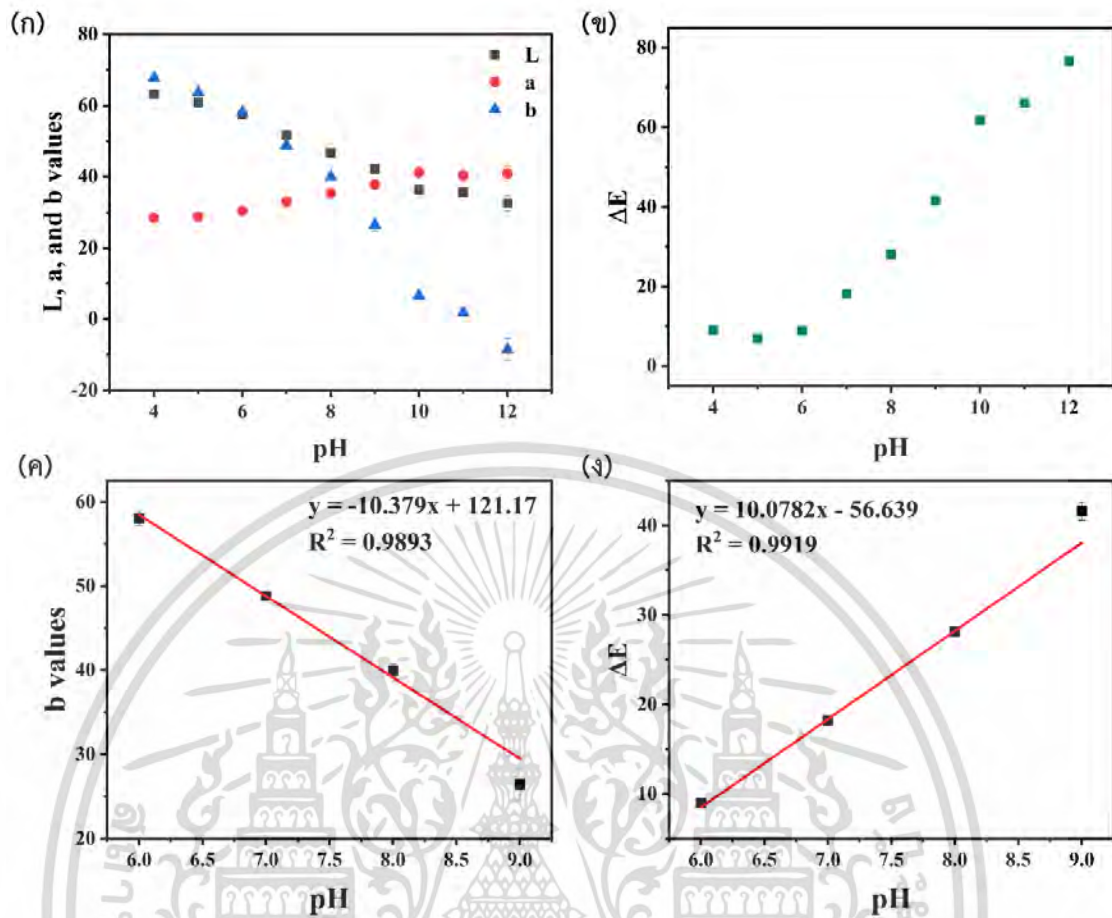 (ก)
80
60
40
20
0
-20
L, a, and b values
L
a
b
4 6 8 10 12
pH
(ข)
80
60
40
20
0
ΔE
4 6 8 10 12
pH
(ค)
60
50
40
30
20
b values
y = -10.379x + 121.17
R² = 0.9893
6.0 6.5 7.0 7.5 8.0 8.5 9.0
pH
(ง)
40
30
20
10
ΔE
y = 10.0782x - 56.639
R² = 0.9919
6.0 6.5 7.0 7.5 8.0 8.5 9.0
pH